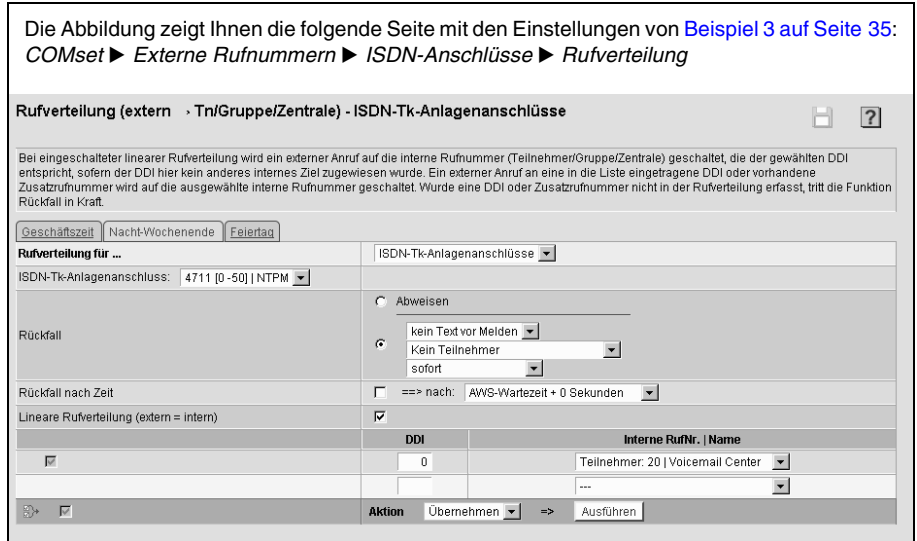 Die Abbildung zeigt Ihnen die folgende Seite mit den Einstellungen von Beispiel 3 auf Seite 35:
COMset ▶ Externe Rufnummern ▶ ISDN-Anschlüsse ▶ Rufverteilung
Rufverteilung (extern → Tn/Gruppe/Zentrale) - ISDN-Tk-Anlagenanschlüsse
?
Bei eingeschalteter linearer Rufverteilung wird ein externer Anruf auf die interne Rufnummer (Teilnehmer/Gruppe/Zentrale) geschaltet, die der gewählten DDI
entspricht, sofern der DDI hier kein anderes internes Ziel zugewiesen wurde. Ein externer Anruf an eine in die Liste eingetragene DDI oder vorhandene
Zusatzrufnummer wird auf die ausgewählte interne Rufnummer geschaltet. Wurde eine DDI oder Zusatzrufnummer nicht in der Rufverteilung erfasst, tritt die Funktion
Rückfall in Kraft.
Geschäftszeit Nacht-Wochenende Feiertag
Rufverteilung für ... ISDN-Tk-Anlagenanschlüsse
ISDN-Tk-Anlagenanschluss: 4711 [0 -50] | NTPM
Abweisen
Rückfall
kein Text vor Melden
Kein Teilnehmer
sofort
Rückfall nach Zeit ==> nach: AWS-Wartezeit + 0 Sekunden
Lineare Rufverteilung (extern = intern)
DDI Interne RufNr. | Name
0 Teilnehmer: 20 | Voicemail Center
---
Aktion Übernehmen => Ausführen